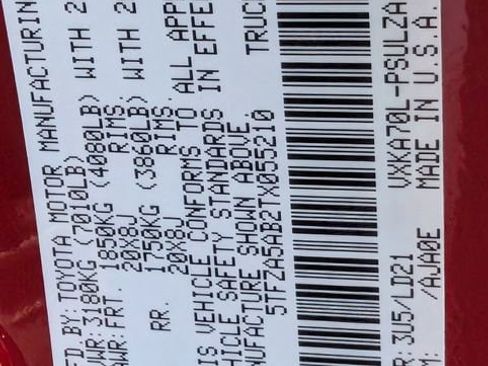 FD.BY: TOYOTA MOTOR MANUFACTURIN
VWR: 3180KG (7010LB)
AWR: FRT. 1850KG (4080LB) WITH 2
20X8J RIMS,
RR. 1750KG (3860LB) WITH 2
20X8J RIMS.
IS VEHICLE CONFORMS TO ALL APP
HICLE SAFETY STANDARDS IN EFFE
NUFACTURE SHOWN ABOVE.
5TFZA5AB2TX055210 TRUC
R: 3U5/LD21 VXKA70L-PSULZA
M: /AJA0E MADE IN U.S.A.